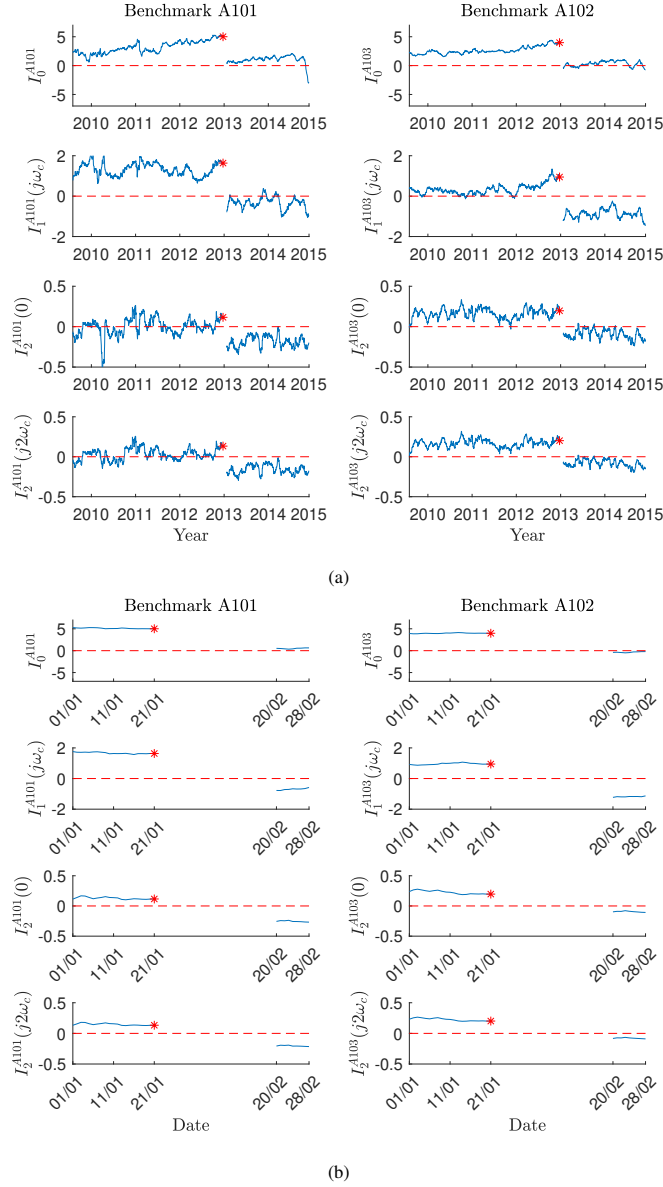 Benchmark A101
Benchmark A102
I_0^{A101}
5
0
-5
2010 2011 2012 2013 2014 2015
I_0^{A103}
5
0
-5
2010 2011 2012 2013 2014 2015
I_1^{A101}(jω_c)
2
0
-2
2010 2011 2012 2013 2014 2015
I_1^{A103}(jω_c)
2
0
-2
2010 2011 2012 2013 2014 2015
I_2^{A101}(0)
0.5
0
-0.5
2010 2011 2012 2013 2014 2015
I_2^{A103}(0)
0.5
0
-0.5
2010 2011 2012 2013 2014 2015
I_2^{A101}(j2ω_c)
0.5
0
-0.5
2010 2011 2012 2013 2014 2015
Year
I_2^{A103}(j2ω_c)
0.5
0
-0.5
2010 2011 2012 2013 2014 2015
Year
(a)
Benchmark A101
Benchmark A102
I_0^{A101}
5
0
01/01 11/01 21/01 20/02 28/02
I_0^{A103}
5
0
01/01 11/01 21/01 20/02 28/02
I_1^{A101}(jω_c)
2
0
-2
01/01 11/01 21/01 20/02 28/02
I_1^{A103}(jω_c)
2
0
-2
01/01 11/01 21/01 20/02 28/02
I_2^{A101}(0)
0.5
0
-0.5
01/01 11/01 21/01 20/02 28/02
I_2^{A103}(0)
0.5
0
-0.5
01/01 11/01 21/01 20/02 28/02
I_2^{A101}(j2ω_c)
0.5
0
-0.5
01/01 11/01 21/01 20/02 28/02
Date
I_2^{A103}(j2ω_c)
0.5
0
-0.5
01/01 11/01 21/01 20/02 28/02
Date
(b)